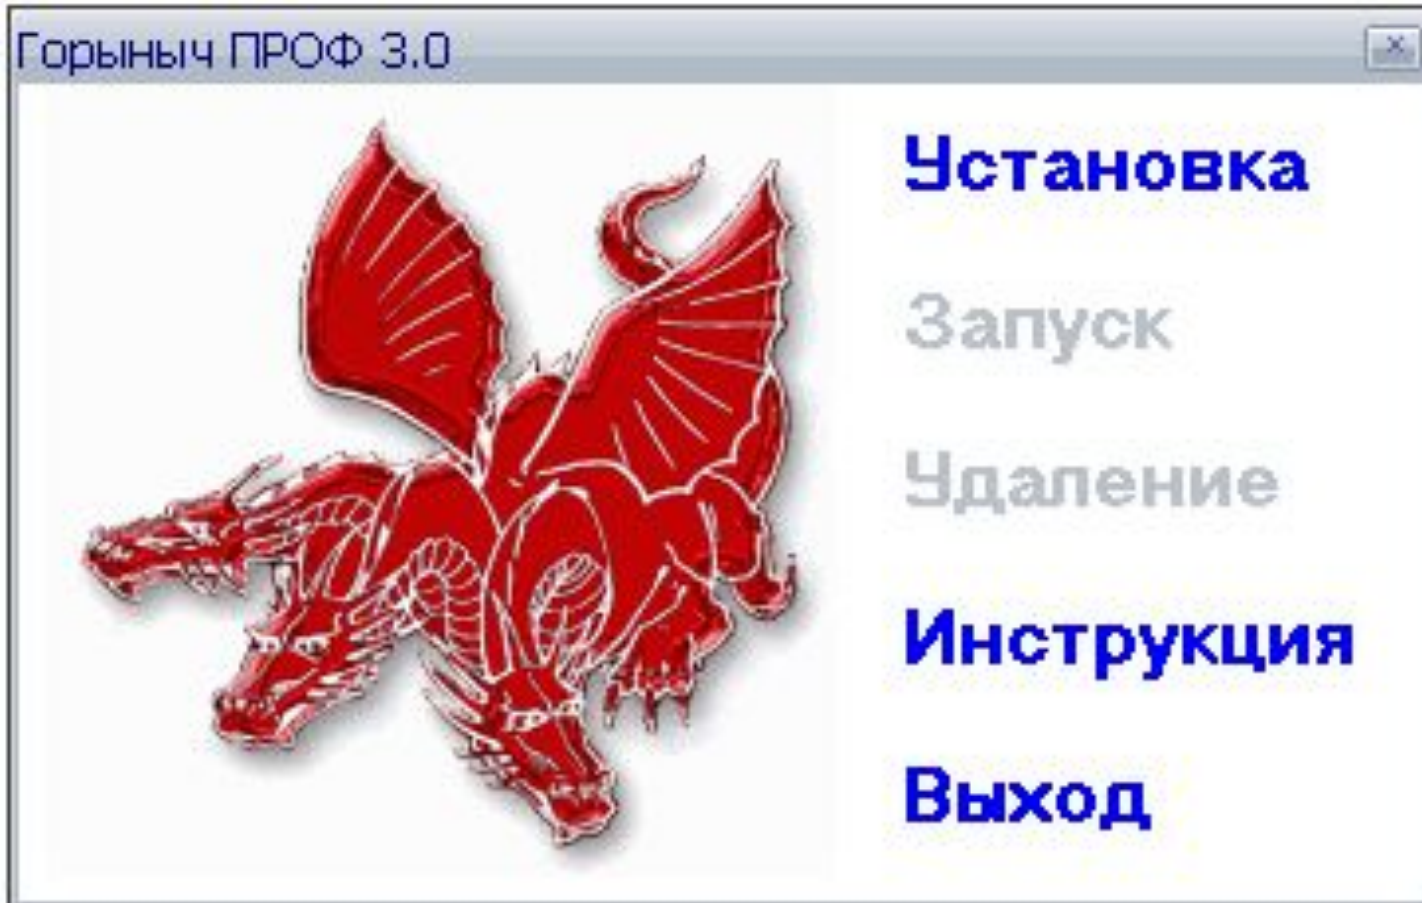 Горыныч ПРОФ 3.0
Установка
Запуск
Удаление
Инструкция
Выход